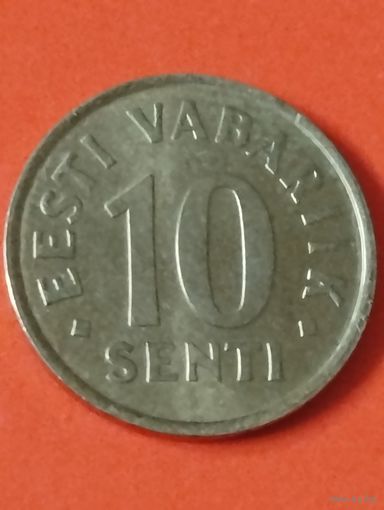 · EESTI VABARIIK ·
10
SENTI